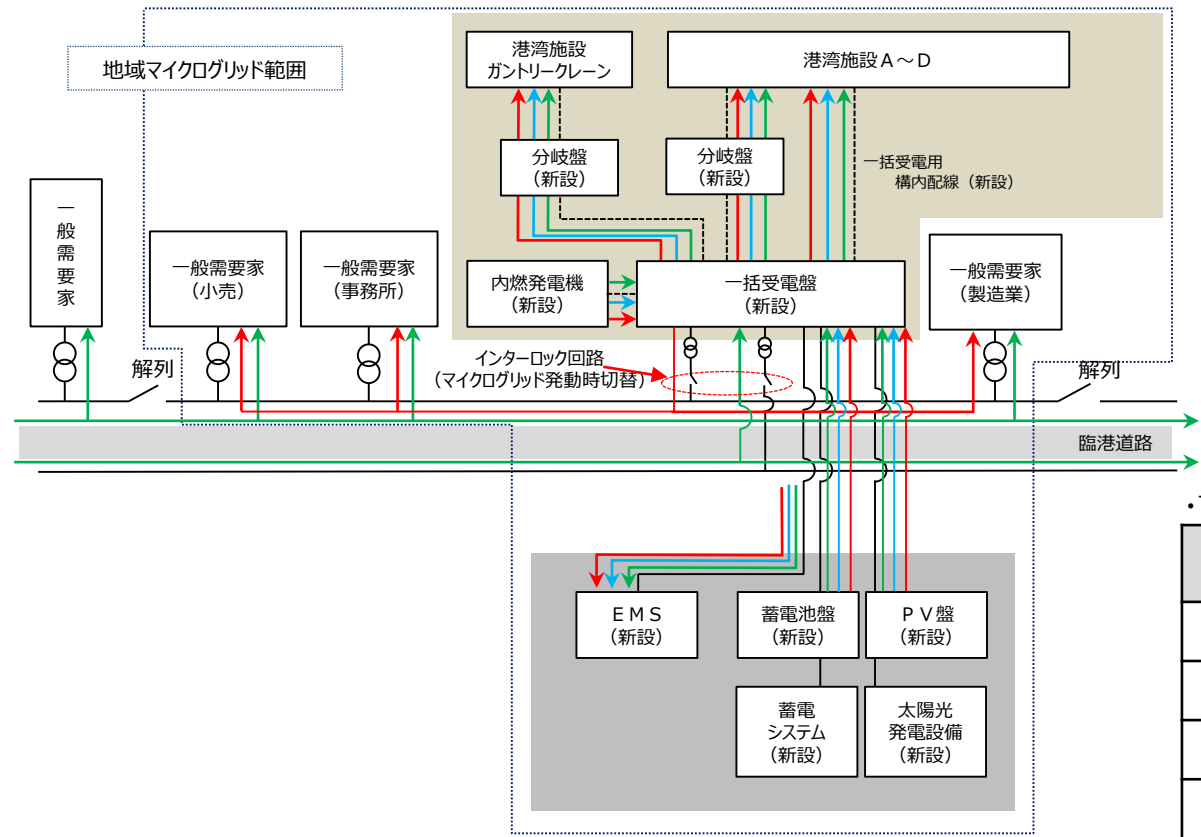 地域マイクログリッド範囲
港湾施設
ガントリークレーン
港湾施設A～D
分岐盤
(新設)
分岐盤
(新設)
一括受電用
構内配線（新設）
一般需要家
一般需要家
(小売)
一般需要家
(事務所)
内燃発電機
(新設)
一括受電盤
(新設)
一般需要家
(製造業)
解列
インターロック回路
(マイクログリッド発動時切替)
解列
臨港道路
EMS
(新設)
蓄電池盤
(新設)
PV盤
(新設)
蓄電
システム
(新設)
太陽光
発電設備
(新設)